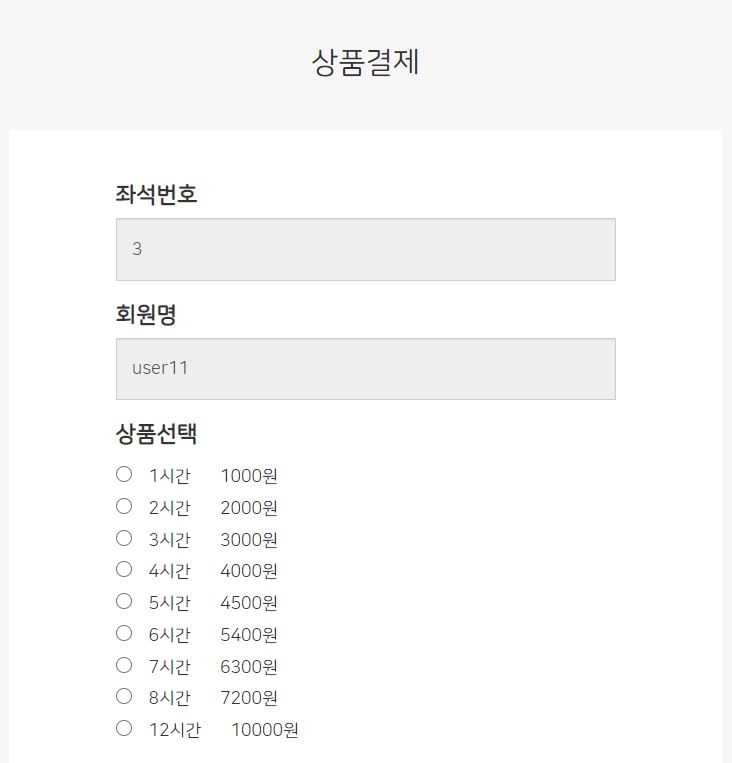 상품결제
좌석번호
3
회원명
user11
상품선택
1시간 1000원
2시간 2000원
3시간 3000원
4시간 4000원
5시간 4500원
6시간 5400원
7시간 6300원
8시간 7200원
12시간 10000원